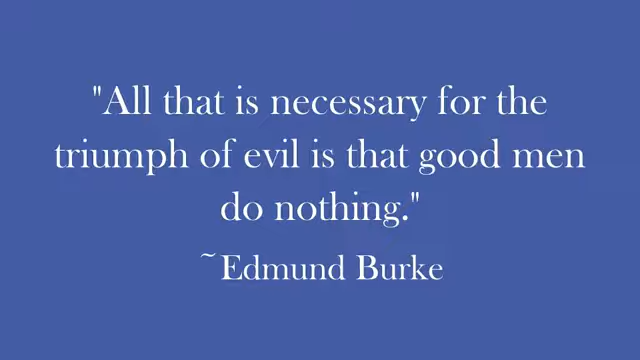 "All that is necessary for the
triumph of evil is that good men
do nothing."
~Edmund Burke